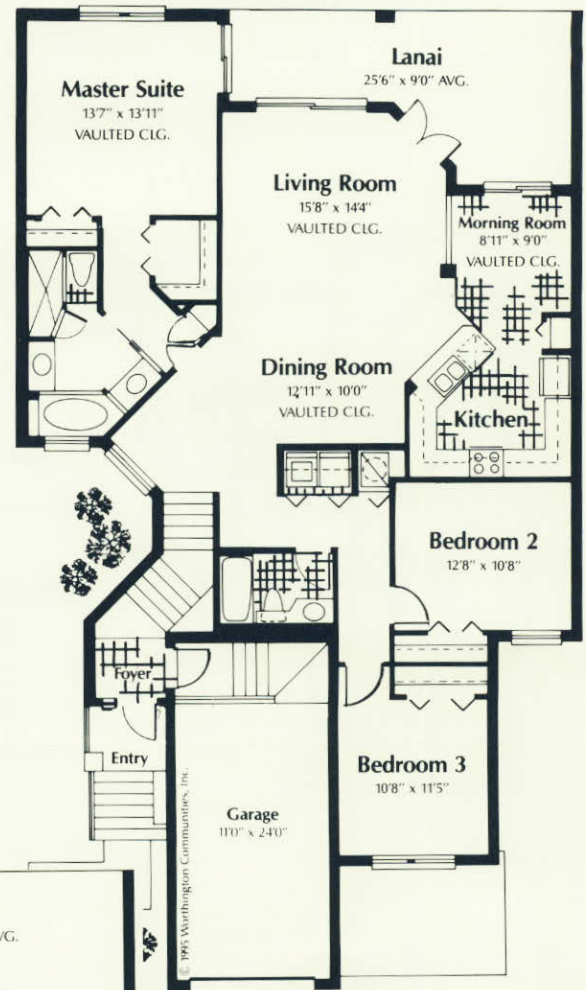 Lanai
25'6" x 9'0" AVG.
Master Suite
13'7" x 13'11"
VAULTED CLG.
Living Room
15'8" x 14'4"
VAULTED CLG.
Morning Room
8'11" x 9'0"
VAULTED CLG.
Dining Room
12'11" x 10'0"
VAULTED CLG.
Kitchen
Bedroom 2
12'8" x 10'8"
Foyer
Entry
Bedroom 3
10'8" x 11'5"
Garage
11'0" x 24'0"
© 1995 Worthington Communities, Inc.
VG.